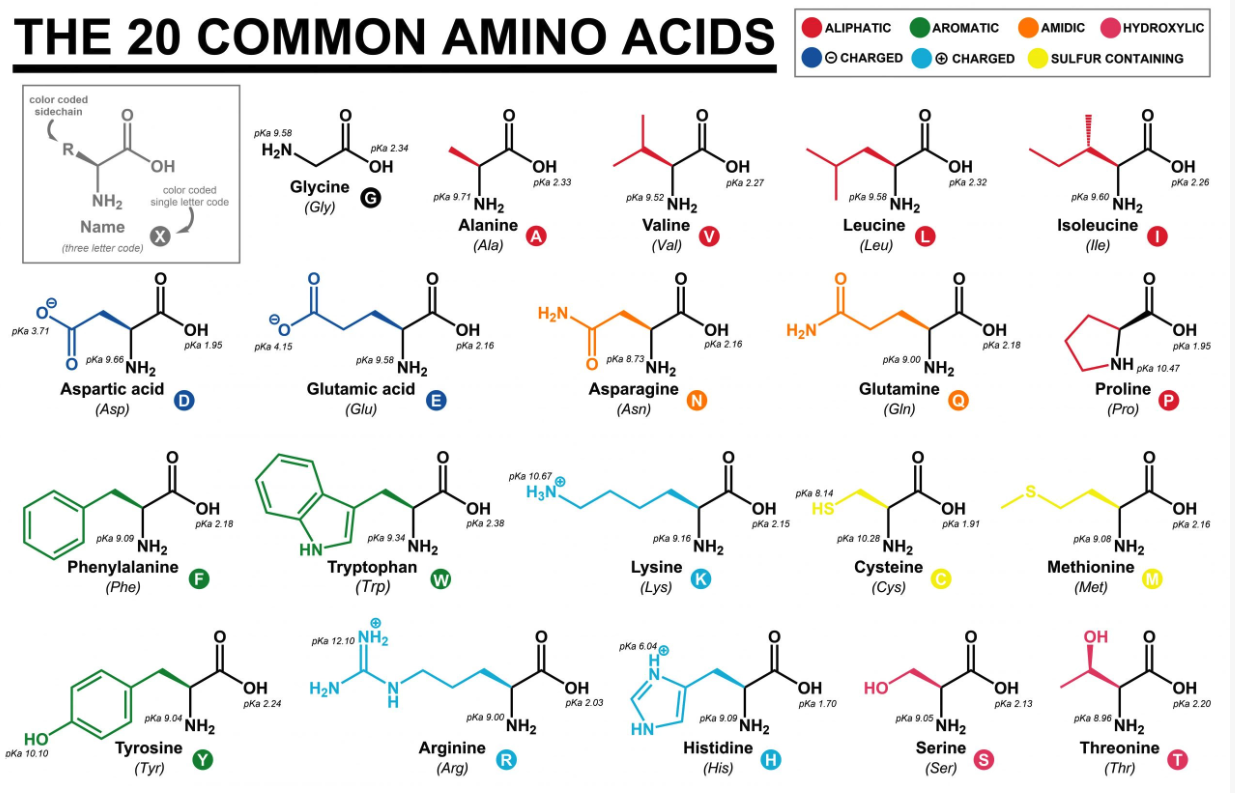 THE 20 COMMON AMINO ACIDS
ALIPHATIC
AROMATIC
AMIDIC
HYDROXYLIC
⊖ CHARGED
⊕ CHARGED
SULFUR CONTAINING
color coded
sidechain
R
O
OH
NH₂
color coded
single letter code
Name
(three letter code)
X
pKa 9.58
H₂N
O
pKa 2.34
OH
Glycine
(Gly)
G
O
OH
pKa 2.33
pKa 9.71
NH₂
Alanine
(Ala)
A
O
OH
pKa 2.27
pKa 9.52
NH₂
Valine
(Val)
V
O
OH
pKa 2.32
pKa 9.58
NH₂
Leucine
(Leu)
L
O
OH
pKa 2.26
pKa 9.60
NH₂
Isoleucine
(Ile)
I
O⊖
pKa 3.71
O
O
OH
pKa 1.95
pKa 9.66
NH₂
Aspartic acid
(Asp)
D
O
⊖O
pKa 4.15
O
OH
pKa 2.16
pKa 9.58
NH₂
Glutamic acid
(Glu)
E
H₂N
O
O
OH
pKa 2.16
pKa 8.73
NH₂
Asparagine
(Asn)
N
O
H₂N
O
OH
pKa 2.18
pKa 9.00
NH₂
Glutamine
(Gln)
Q
O
OH
pKa 1.95
NH
pKa 10.47
Proline
(Pro)
P
O
OH
pKa 2.18
pKa 9.09
NH₂
Phenylalanine
(Phe)
F
HN
O
OH
pKa 2.38
pKa 9.34
NH₂
Tryptophan
(Trp)
W
pKa 10.67
H₃N⊕
O
OH
pKa 2.15
pKa 9.16
NH₂
Lysine
(Lys)
K
pKa 8.14
HS
O
OH
pKa 1.91
pKa 10.28
NH₂
Cysteine
(Cys)
C
S
O
OH
pKa 2.16
pKa 9.08
NH₂
Methionine
(Met)
M
HO
pKa 10.10
O
OH
pKa 2.24
pKa 9.04
NH₂
Tyrosine
(Tyr)
Y
pKa 12.10
⊕
NH₂
H₂N
N
H
O
OH
pKa 2.03
pKa 9.00
NH₂
Arginine
(Arg)
R
pKa 6.04
H⊕
N
HN
O
OH
pKa 1.70
pKa 9.09
NH₂
Histidine
(His)
H
HO
O
OH
pKa 2.13
pKa 9.05
NH₂
Serine
(Ser)
S
OH
O
OH
pKa 2.20
pKa 8.96
NH₂
Threonine
(Thr)
T